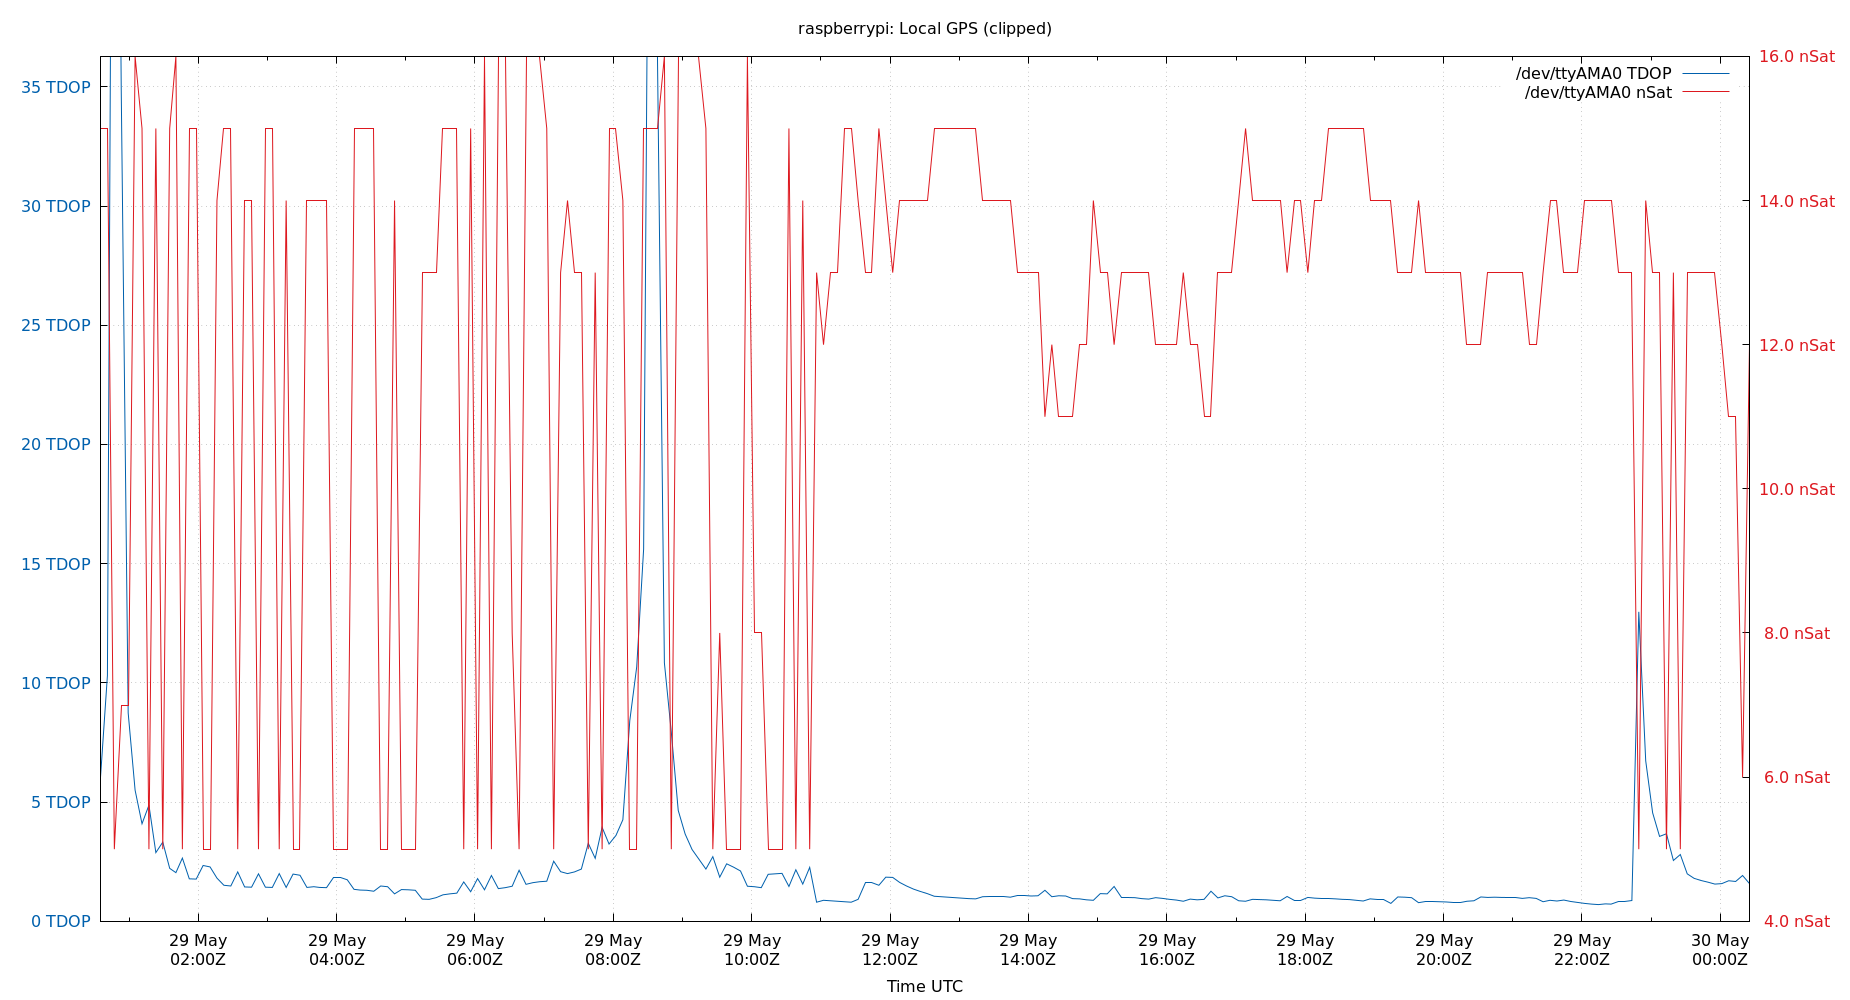 raspberrypi: Local GPS (clipped)
/dev/ttyAMA0 TDOP
/dev/ttyAMA0 nSat
35 TDOP
30 TDOP
25 TDOP
20 TDOP
15 TDOP
10 TDOP
5 TDOP
0 TDOP
16.0 nSat
14.0 nSat
12.0 nSat
10.0 nSat
8.0 nSat
6.0 nSat
4.0 nSat
29 May
02:00Z
29 May
04:00Z
29 May
06:00Z
29 May
08:00Z
29 May
10:00Z
29 May
12:00Z
29 May
14:00Z
29 May
16:00Z
29 May
18:00Z
29 May
20:00Z
29 May
22:00Z
30 May
00:00Z
Time UTC